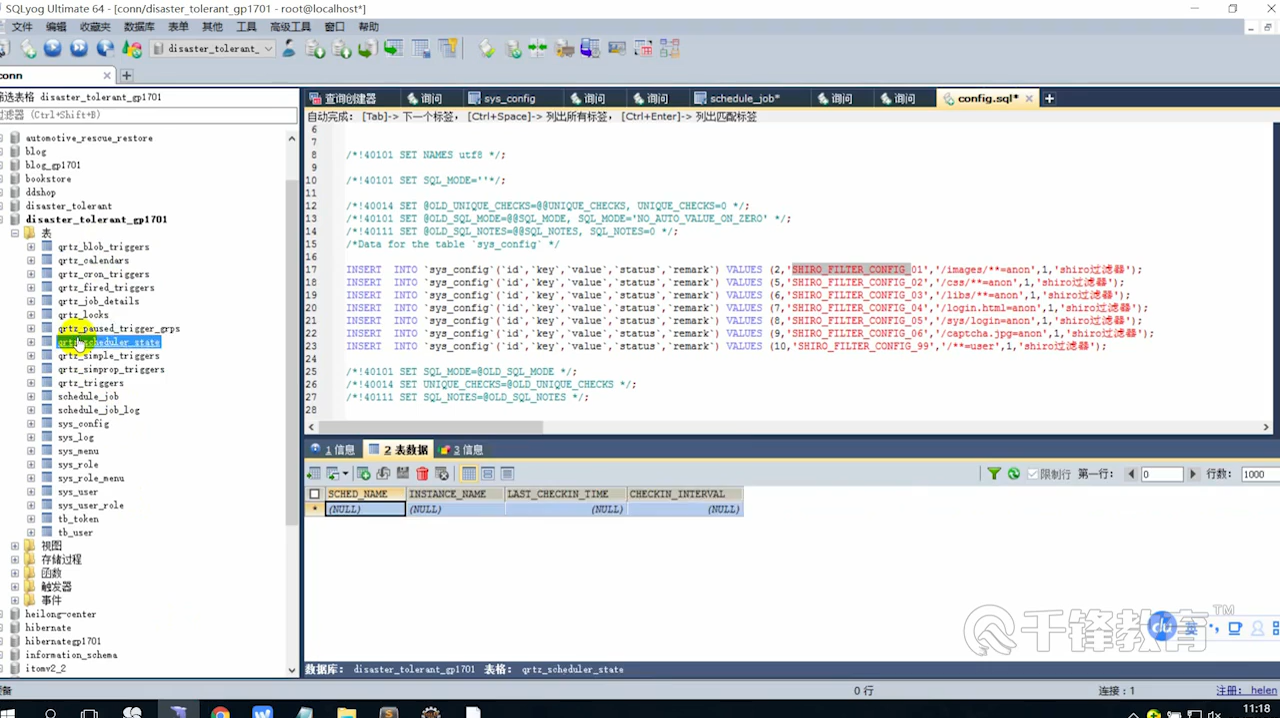 SQLyog Ultimate 64 - [conn/disaster_tolerant_gp1701 - root@localhost*]
文件 编辑 收藏夹 数据库 表单 其他 工具 高级工具 窗口 帮助
disaster_tolerant_
conn
筛选表格 disaster_tolerant_gp1701
过滤器 (Ctrl+Shift+B)
automotive_rescue_restore
blog
blog_gp1701
bookstore
ddshop
disaster_tolerant
disaster_tolerant_gp1701
表
qrtz_blob_triggers
qrtz_calendars
qrtz_cron_triggers
qrtz_fired_triggers
qrtz_job_details
qrtz_locks
qrtz_paused_trigger_grps
qrtz_scheduler_state
qrtz_simple_triggers
qrtz_simprop_triggers
qrtz_triggers
schedule_job
schedule_job_log
sys_config
sys_log
sys_menu
sys_role
sys_role_menu
sys_user
sys_user_role
tb_token
tb_user
视图
存储过程
函数
触发器
事件
heilong-center
hibernate
hibernategp1701
information_schema
itomv2_2
查询创建器 询问 sys_config 询问 询问 schedule_job* 询问 询问 config.sql*
自动完成: [Tab]-> 下一个标签, [Ctrl+Space]-> 列出所有标签, [Ctrl+Enter]-> 列出匹配标签
6
7
8 /*!40101 SET NAMES utf8 */;
9
10 /*!40101 SET SQL_MODE=''*/;
11
12 /*!40014 SET @OLD_UNIQUE_CHECKS=@@UNIQUE_CHECKS, UNIQUE_CHECKS=0 */;
13 /*!40101 SET @OLD_SQL_MODE=@@SQL_MODE, SQL_MODE='NO_AUTO_VALUE_ON_ZERO' */;
14 /*!40111 SET @OLD_SQL_NOTES=@@SQL_NOTES, SQL_NOTES=0 */;
15 /*Data for the table `sys_config` */
16
17 INSERT INTO `sys_config`(`id`,`key`,`value`,`status`,`remark`) VALUES (2,'SHIRO_FILTER_CONFIG_01','/images/**=anon',1,'shiro过滤器');
18 INSERT INTO `sys_config`(`id`,`key`,`value`,`status`,`remark`) VALUES (5,'SHIRO_FILTER_CONFIG_02','/css/**=anon',1,'shiro过滤器');
19 INSERT INTO `sys_config`(`id`,`key`,`value`,`status`,`remark`) VALUES (6,'SHIRO_FILTER_CONFIG_03','/libs/**=anon',1,'shiro过滤器');
20 INSERT INTO `sys_config`(`id`,`key`,`value`,`status`,`remark`) VALUES (7,'SHIRO_FILTER_CONFIG_04','/login.html=anon',1,'shiro过滤器');
21 INSERT INTO `sys_config`(`id`,`key`,`value`,`status`,`remark`) VALUES (8,'SHIRO_FILTER_CONFIG_05','/sys/login=anon',1,'shiro过滤器');
22 INSERT INTO `sys_config`(`id`,`key`,`value`,`status`,`remark`) VALUES (9,'SHIRO_FILTER_CONFIG_06','/captcha.jpg=anon',1,'shiro过滤器');
23 INSERT INTO `sys_config`(`id`,`key`,`value`,`status`,`remark`) VALUES (10,'SHIRO_FILTER_CONFIG_99','/**=user',1,'shiro过滤器');
24
25 /*!40101 SET SQL_MODE=@OLD_SQL_MODE */;
26 /*!40014 SET UNIQUE_CHECKS=@OLD_UNIQUE_CHECKS */;
27 /*!40111 SET SQL_NOTES=@OLD_SQL_NOTES */;
28
1 信息 2 表数据 3 信息
限制行 第一行: 0 行数: 1000
SCHED_NAME INSTANCE_NAME LAST_CHECKIN_TIME CHECKIN_INTERVAL
* (NULL) (NULL) (NULL) (NULL)
千锋教育 TM
du 英
数据库: disaster_tolerant_gp1701 表格: qrtz_scheduler_state
0 行 连接: 1 注册: helen
11:18